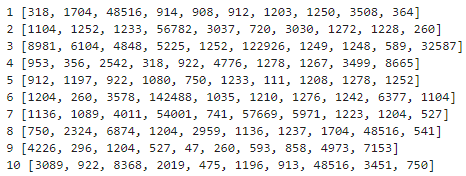 1 [318, 1704, 48516, 914, 908, 912, 1203, 1250, 3508, 364]
2 [1104, 1252, 1233, 56782, 3037, 720, 3030, 1272, 1228, 260]
3 [8981, 6104, 4848, 5225, 1252, 122926, 1249, 1248, 589, 32587]
4 [953, 356, 2542, 318, 922, 4776, 1278, 1267, 3499, 8665]
5 [912, 1197, 922, 1080, 750, 1233, 111, 1208, 1278, 1252]
6 [1204, 260, 3578, 142488, 1035, 1210, 1276, 1242, 6377, 1104]
7 [1136, 1089, 4011, 54001, 741, 57669, 5971, 1223, 1204, 527]
8 [750, 2324, 6874, 1204, 2959, 1136, 1237, 1704, 48516, 541]
9 [4226, 296, 1204, 527, 47, 260, 593, 858, 4973, 7153]
10 [3089, 922, 8368, 2019, 475, 1196, 913, 48516, 3451, 750]